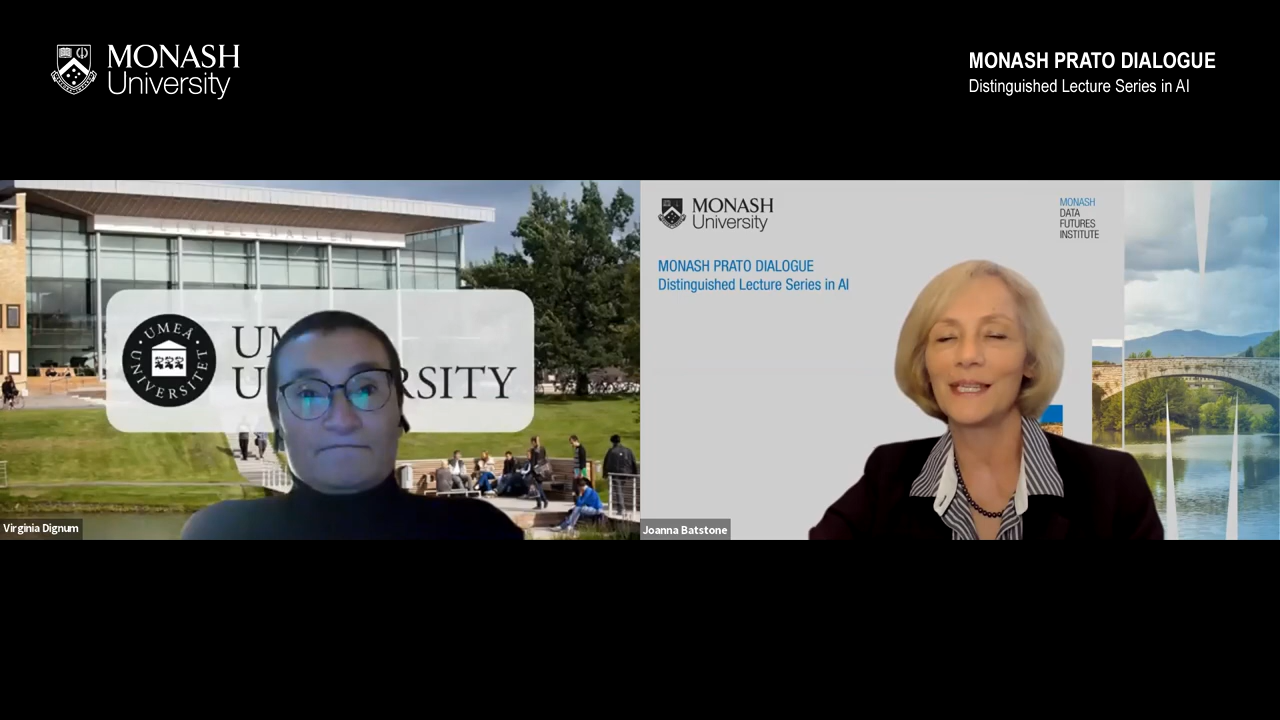 MONASH
University
MONASH PRATO DIALOGUE
Distinguished Lecture Series in AI
LINDELLHALLEN
UMEÅ
UNIVERSITET
RSITY
Virginia Dignum
MONASH
University
MONASH
DATA
FUTURES
INSTITUTE
MONASH PRATO DIALOGUE
Distinguished Lecture Series in AI
Joanna Batstone